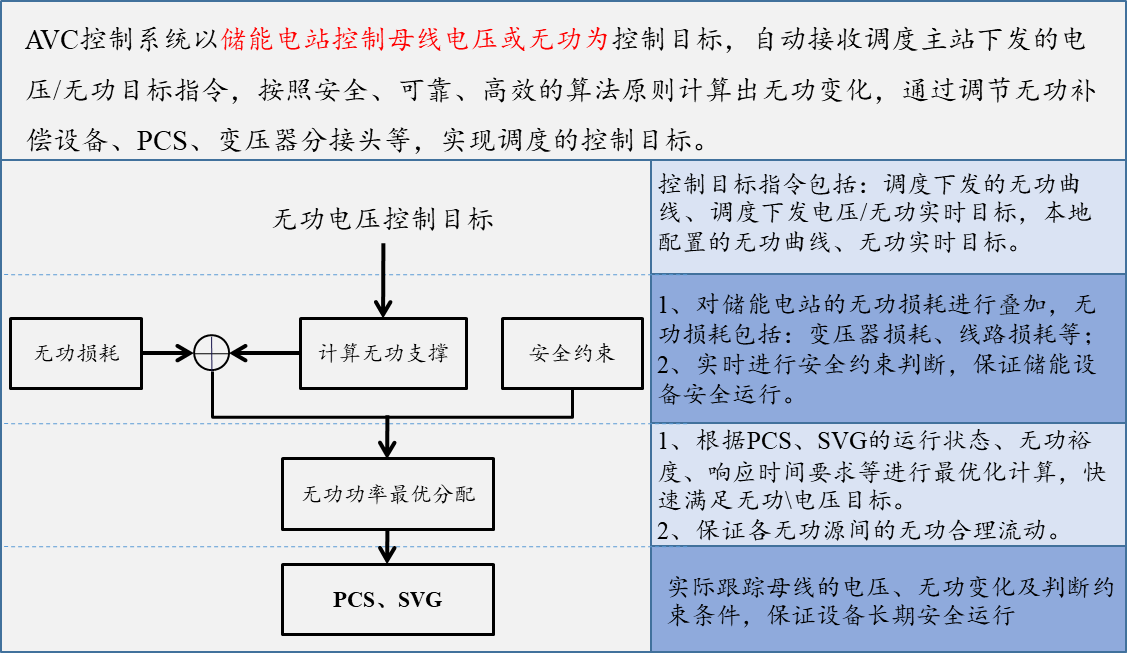 AVC控制系统以储能电站控制母线电压或无功为控制目标，自动接收调度主站下发的电
压/无功目标指令，按照安全、可靠、高效的算法原则计算出无功变化，通过调节无功补
偿设备、PCS、变压器分接头等，实现调度的控制目标。
无功电压控制目标
控制目标指令包括：调度下发的无功曲
线、调度下发电压/无功实时目标，本地
配置的无功曲线、无功实时目标。
无功损耗
计算无功支撑
安全约束
1、对储能电站的无功损耗进行叠加，无
功损耗包括：变压器损耗、线路损耗等；
2、实时进行安全约束判断，保证储能设
备安全运行。
无功功率最优分配
1、根据PCS、SVG的运行状态、无功裕
度、响应时间要求等进行最优化计算，快
速满足无功\电压目标。
2、保证各无功源间的无功合理流动。
PCS、SVG
实际跟踪母线的电压、无功变化及判断约
束条件，保证设备长期安全运行